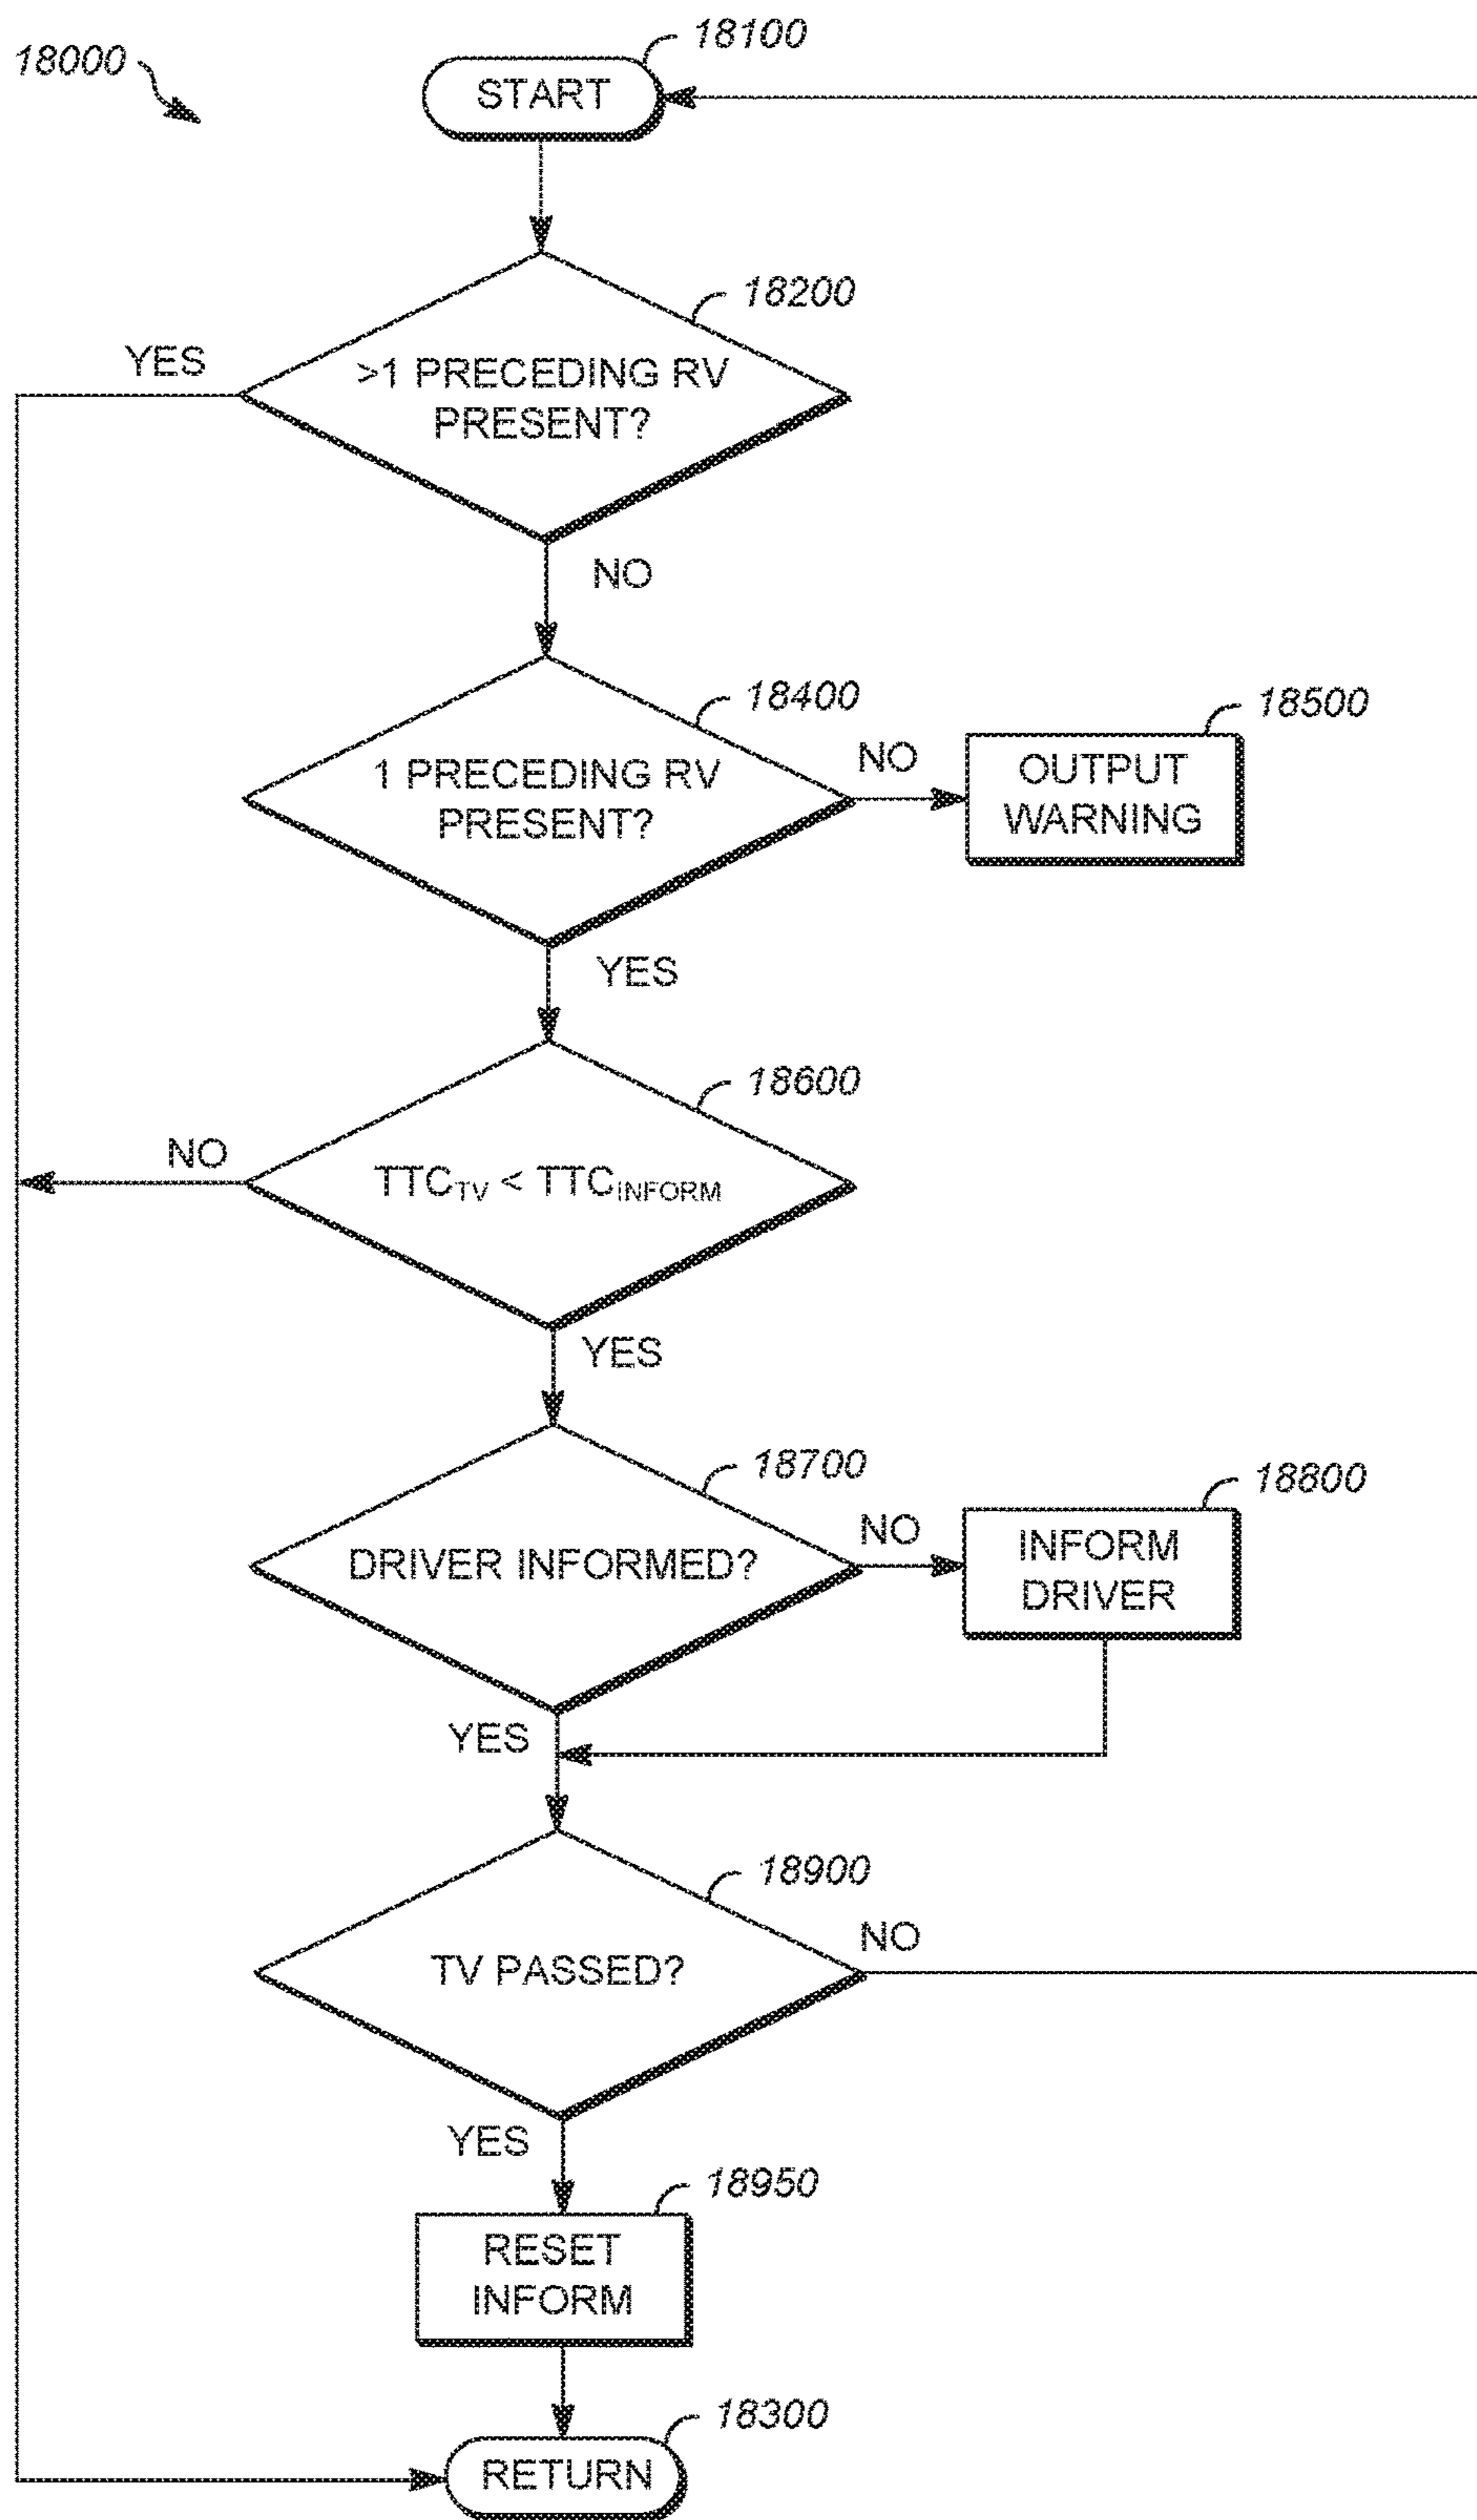 18000
18100
START
18200
YES
>1 PRECEDING RV
PRESENT?
NO
18400
18500
1 PRECEDING RV
PRESENT?
NO
OUTPUT
WARNING
YES
18600
NO
TTC_TV < TTC_INFORM
YES
18700
18800
DRIVER INFORMED?
NO
INFORM
DRIVER
YES
18900
NO
TV PASSED?
YES
18950
RESET
INFORM
18300
RETURN